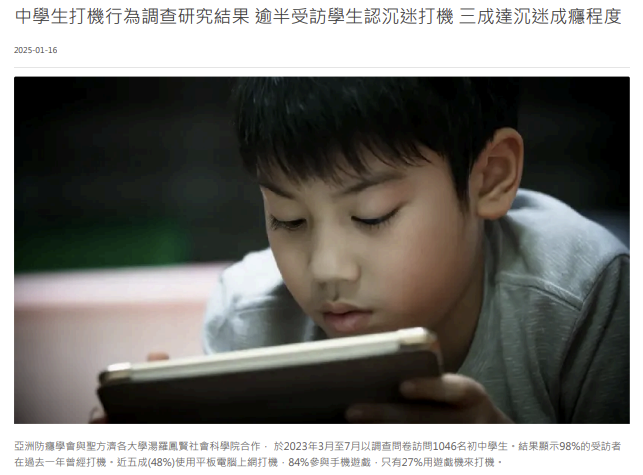 中學生打機行為調查研究結果 逾半受訪學生認沉迷打機 三成達沉迷成癮程度
2025-01-16
亞洲防癮學會與聖方濟各大學湯羅鳳賢社會科學院合作， 於2023年3月至7月以調查問卷訪問1046名初中學生。結果顯示98%的受訪者
在過去一年曾經打機。近五成(48%)使用平板電腦上網打機，84%參與手機遊戲，只有27%用遊戲機來打機。